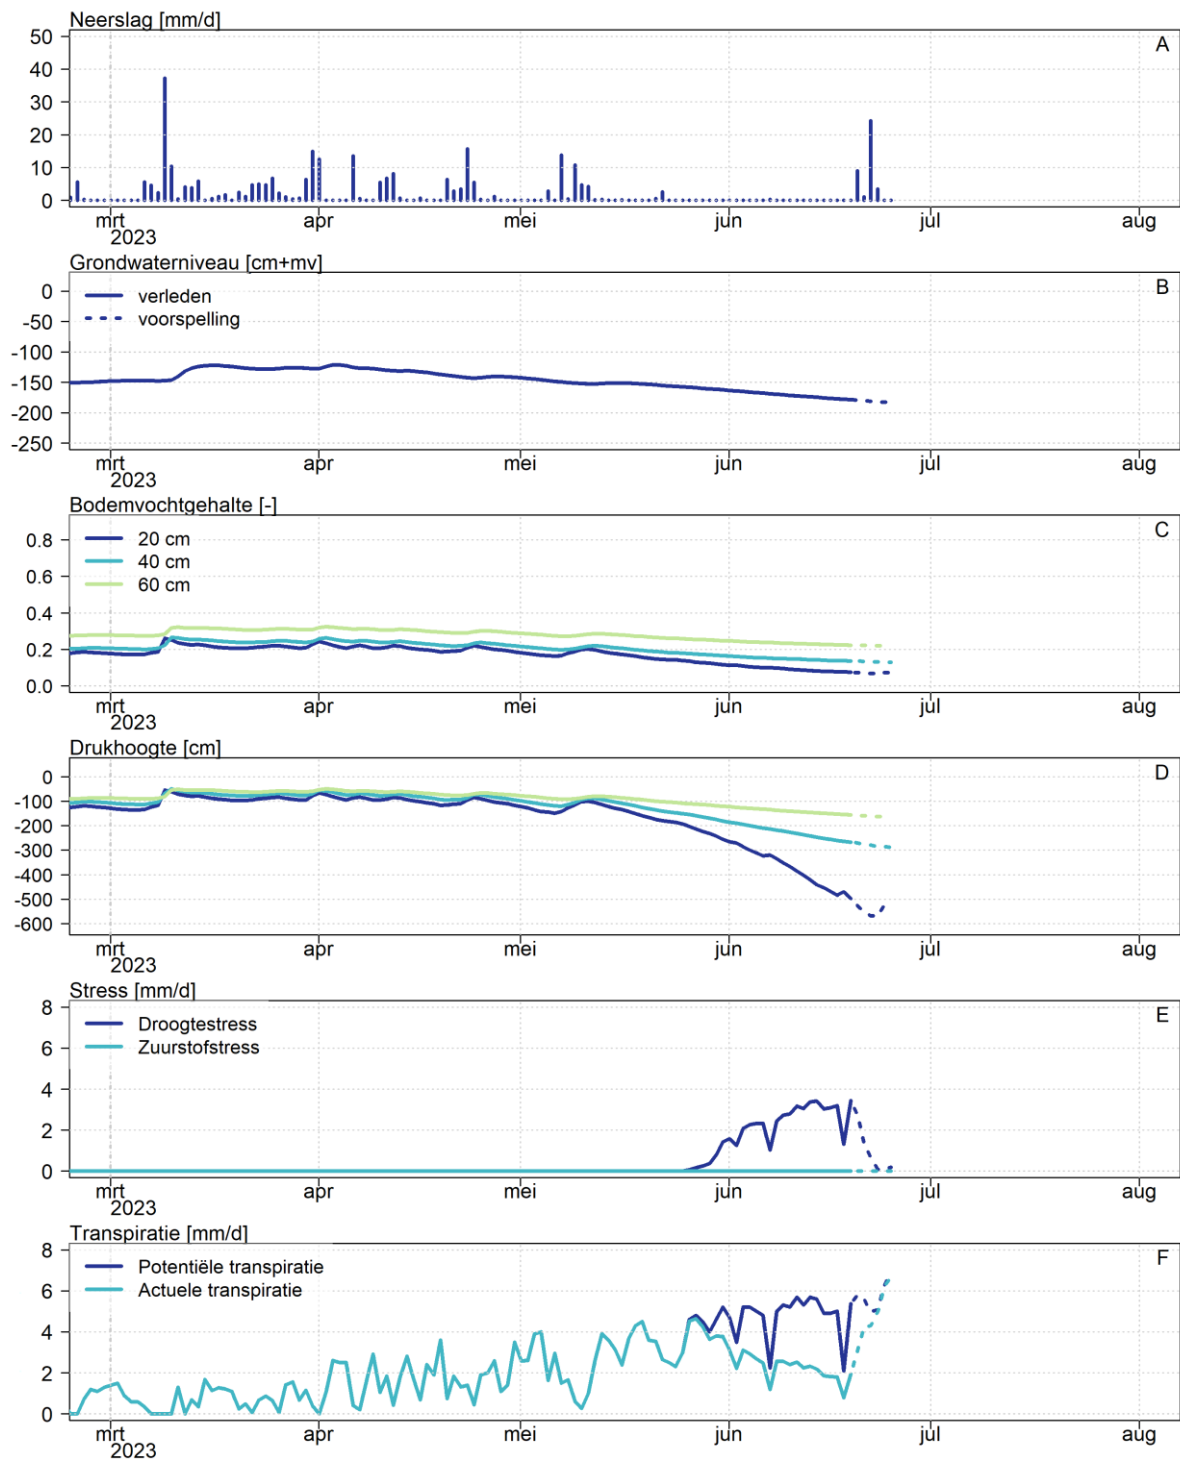 Neerslag [mm/d]
A
50
40
30
20
10
0
mrt apr mei jun jul aug
2023
Grondwaterniveau [cm+mv]
B
verleden
voorspelling
0
-50
-100
-150
-200
-250
mrt apr mei jun jul aug
2023
Bodemvochtgehalte [-]
C
20 cm
40 cm
60 cm
0.8
0.6
0.4
0.2
0.0
mrt apr mei jun jul aug
2023
Drukhoogte [cm]
D
0
-100
-200
-300
-400
-500
-600
mrt apr mei jun jul aug
2023
Stress [mm/d]
E
Droogtestress
Zuurstofstress
8
6
4
2
0
mrt apr mei jun jul aug
2023
Transpiratie [mm/d]
F
Potentiële transpiratie
Actuele transpiratie
8
6
4
2
0
mrt apr mei jun jul aug
2023